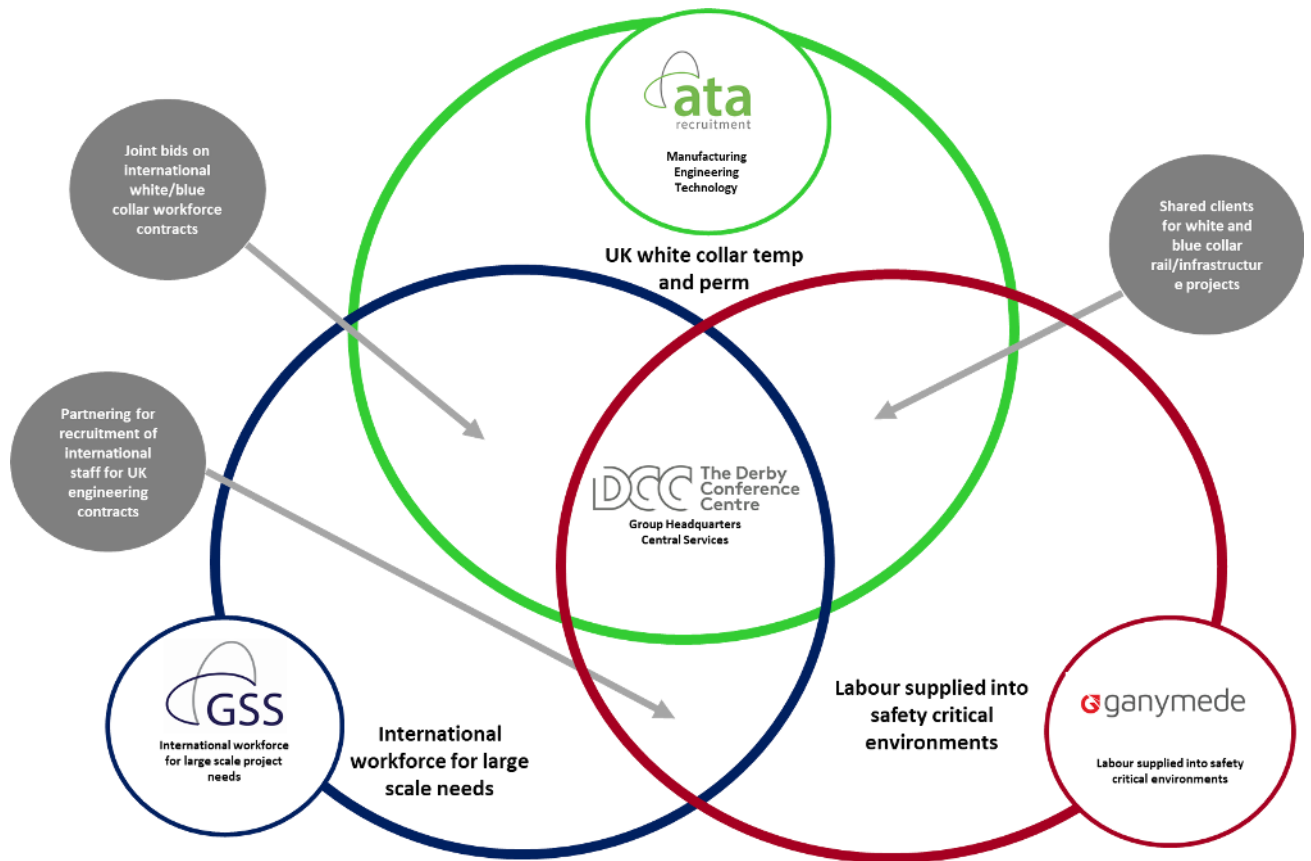 ata
recruitment
Manufacturing
Engineering
Technology
Joint bids on
international
white/blue
collar workforce
contracts
Shared clients
for white and
blue collar
rail/infrastructur
e projects
UK white collar temp
and perm
Partnering for
recruitment of
international
staff for UK
engineering
contracts
DCC The Derby
Conference
Centre
Group Headquarters
Central Services
GSS
International workforce
for large scale project
needs
International
workforce for large
scale needs
Labour supplied into
safety critical
environments
ganymede
Labour supplied into safety
critical environments